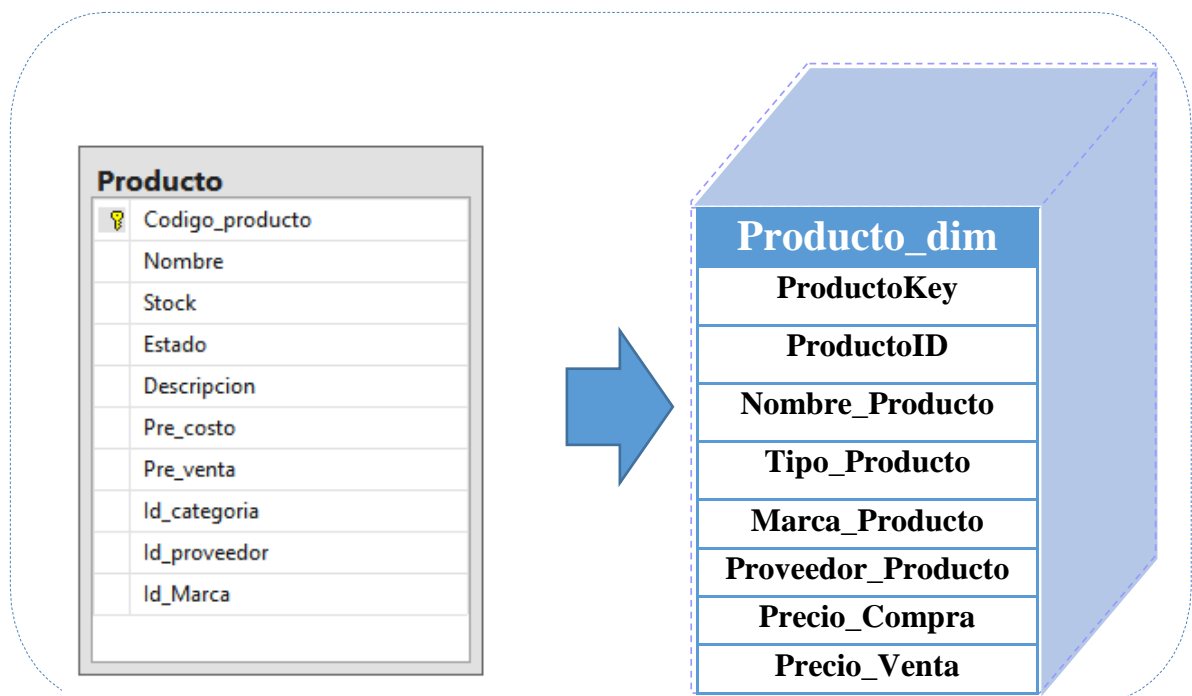 Producto
Codigo_producto
Nombre
Stock
Estado
Descripcion
Pre_costo
Pre_venta
Id_categoria
Id_proveedor
Id_Marca
Producto_dim
ProductoKey
ProductoID
Nombre_Producto
Tipo_Producto
Marca_Producto
Proveedor_Producto
Precio_Compra
Precio_Venta